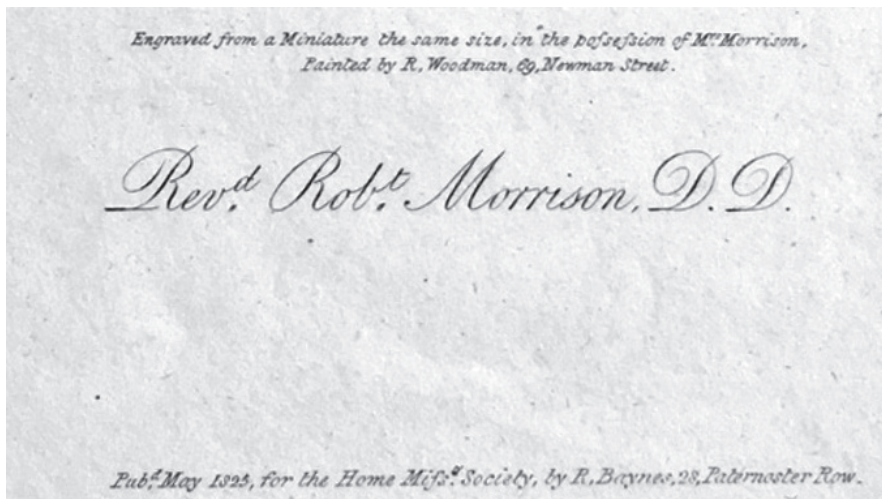 Engraved from a Miniature the same size, in the poſseſsion of Mrs Morrison,
Painted by R. Woodman, 69, Newman Street.
Revd. Robt. Morrison, D. D.
Pubd. May 1825, for the Home Miſsy. Society, by R. Baynes, 28, Paternoster Row.